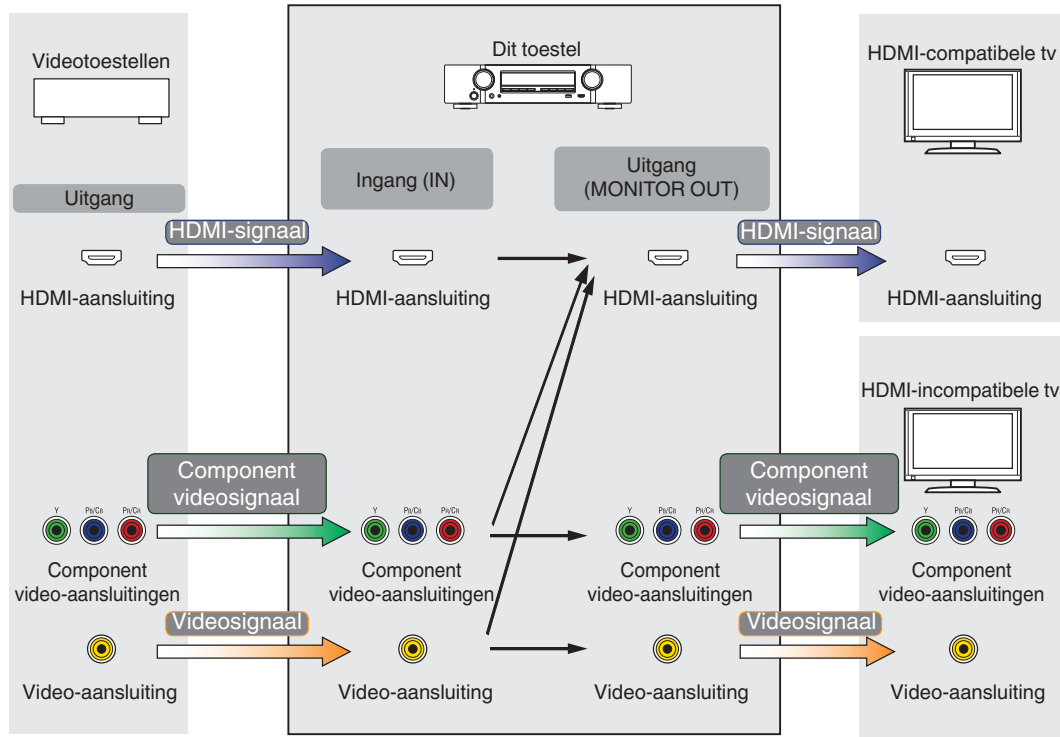 Videotoestellen
Dit toestel
HDMI-compatibele tv
Uitgang
Ingang (IN)
Uitgang
(MONITOR OUT)
HDMI-signaal
HDMI-signaal
HDMI-aansluiting
HDMI-aansluiting
HDMI-aansluiting
HDMI-aansluiting
HDMI-incompatibele tv
Component
videosignaal
Component
videosignaal
Y PB/CB PR/CR
Y PB/CB PR/CR
Y PB/CB PR/CR
Y PB/CB PR/CR
Component
video-aansluitingen
Component
video-aansluitingen
Component
video-aansluitingen
Component
video-aansluitingen
Videosignaal
Videosignaal
Video-aansluiting
Video-aansluiting
Video-aansluiting
Video-aansluiting